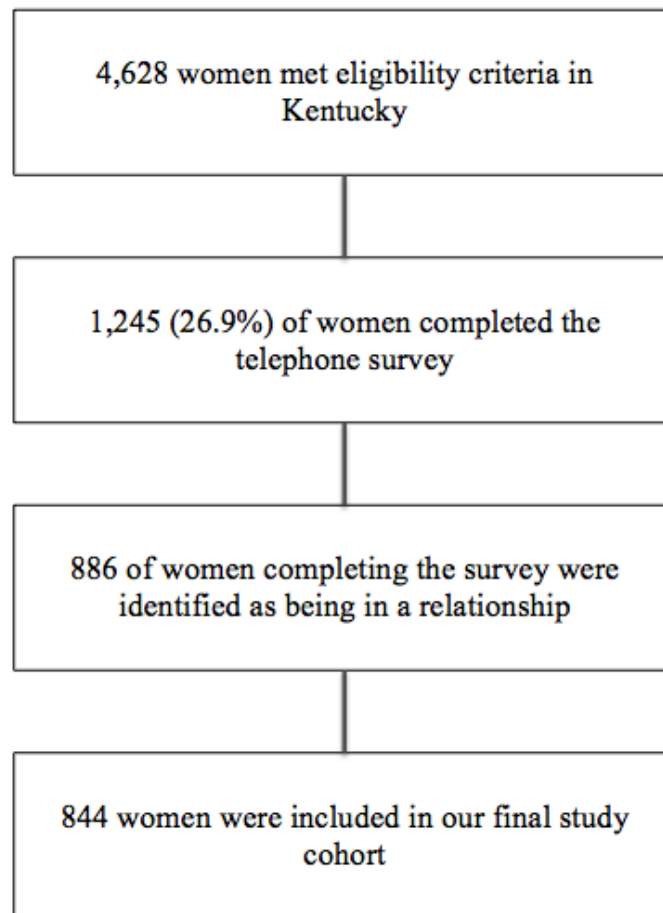 4,628 women met eligibility criteria in
Kentucky
1,245 (26.9%) of women completed the
telephone survey
886 of women completing the survey were
identified as being in a relationship
844 women were included in our final study
cohort